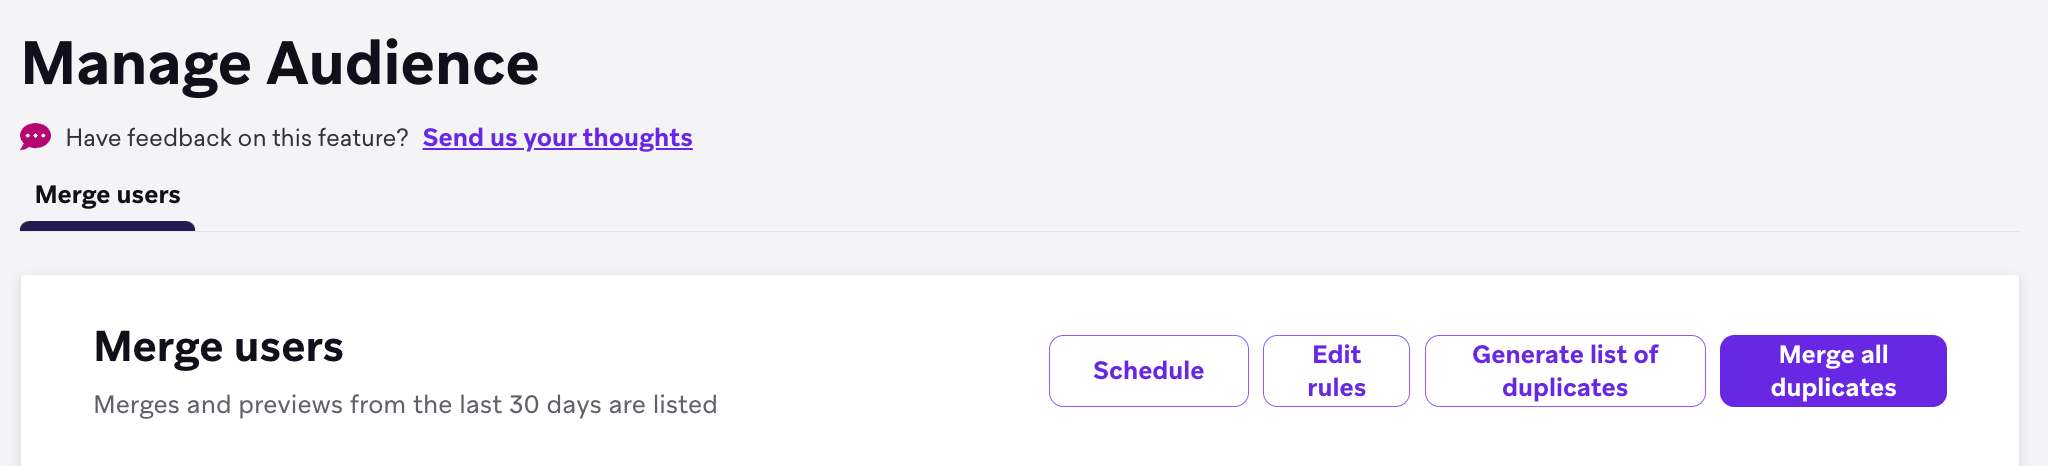 Manage Audience
Have feedback on this feature? Send us your thoughts
Merge users
Merge users
Merges and previews from the last 30 days are listed
Schedule
Edit
rules
Generate list of
duplicates
Merge all
duplicates